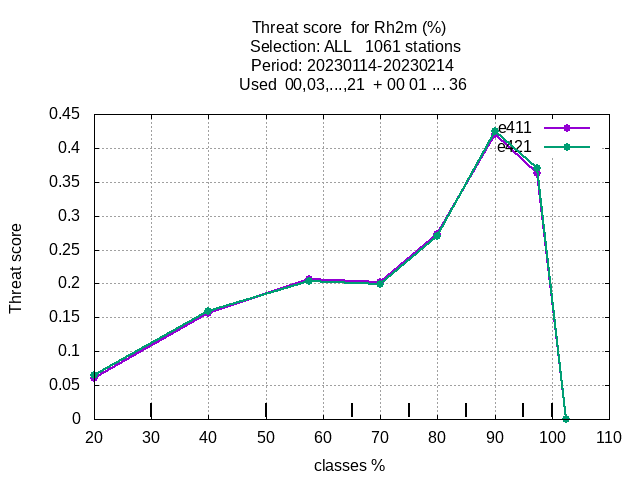 Threat score  for Rh2m (%)
Selection: ALL   1061 stations
Period: 20230114-20230214
Used  00,03,...,21  + 00 01 ... 36
0.45
0.4
0.35
0.3
0.25
0.2
0.15
0.1
0.05
0
Threat score
e411
e421
20 30 40 50 60 70 80 90 100 110
classes %